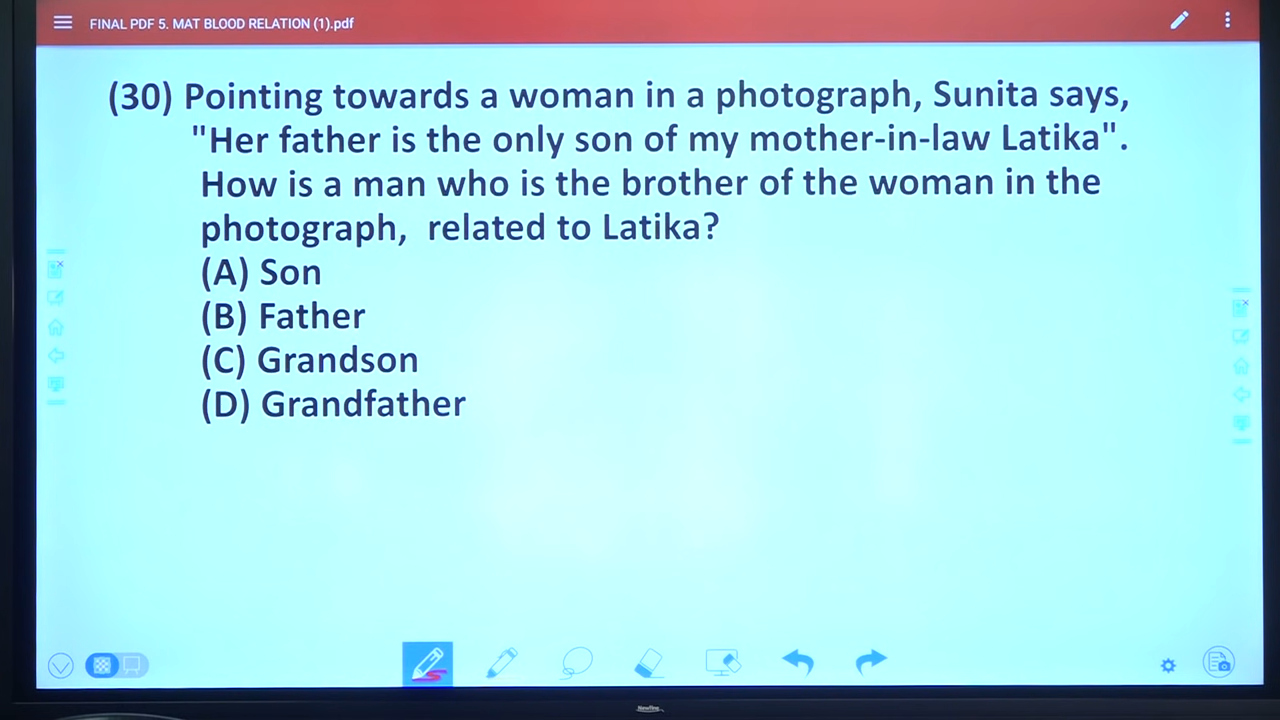 FINAL PDF 5. MAT BLOOD RELATION (1).pdf
(30) Pointing towards a woman in a photograph, Sunita says,
"Her father is the only son of my mother-in-law Latika".
How is a man who is the brother of the woman in the
photograph, related to Latika?
(A) Son
(B) Father
(C) Grandson
(D) Grandfather
Newline